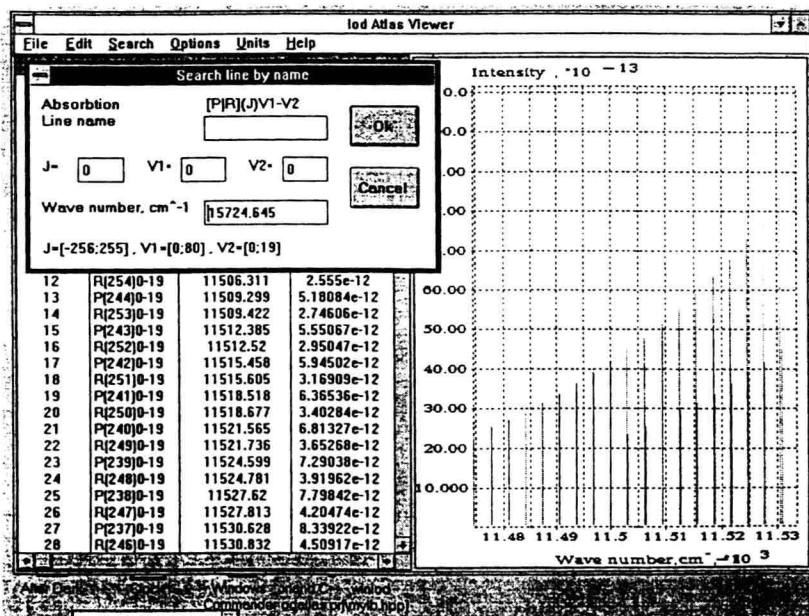 Iod Atlas Viewer
File Edit Search Options Units Help
Search line by name
Absorbtion Line name
[P|R](J)V1-V2
Ok
J= 0 V1= 0 V2= 0
Cancel
Wave number, cm^-1 15724.645
J=[-256;255] , V1=[0;80] , V2=[0;19]
12 R(254)0-19 11506.311 2.555e-12
13 P(244)0-19 11509.299 5.18084e-12
14 R(253)0-19 11509.422 2.74606e-12
15 P(243)0-19 11512.385 5.55067e-12
16 R(252)0-19 11512.52 2.95047e-12
17 P(242)0-19 11515.458 5.94502e-12
18 R(251)0-19 11515.605 3.16909e-12
19 P(241)0-19 11518.518 6.36536e-12
20 R(250)0-19 11518.677 3.40284e-12
21 P(240)0-19 11521.565 6.81327e-12
22 R(249)0-19 11521.736 3.65268e-12
23 P(239)0-19 11524.599 7.29038e-12
24 R(248)0-19 11524.781 3.91962e-12
25 P(238)0-19 11527.62 7.79842e-12
26 R(247)0-19 11527.813 4.20474e-12
27 P(237)0-19 11530.628 8.33922e-12
28 R(246)0-19 11530.832 4.50917e-12
Intensity , *10 -13
0.0
0.0
.00
.00
.00
60.00
50.00
40.00
30.00
20.00
10.000
11.48 11.49 11.5 11.51 11.52 11.53
Wave number,cm^-*10 3
Commander